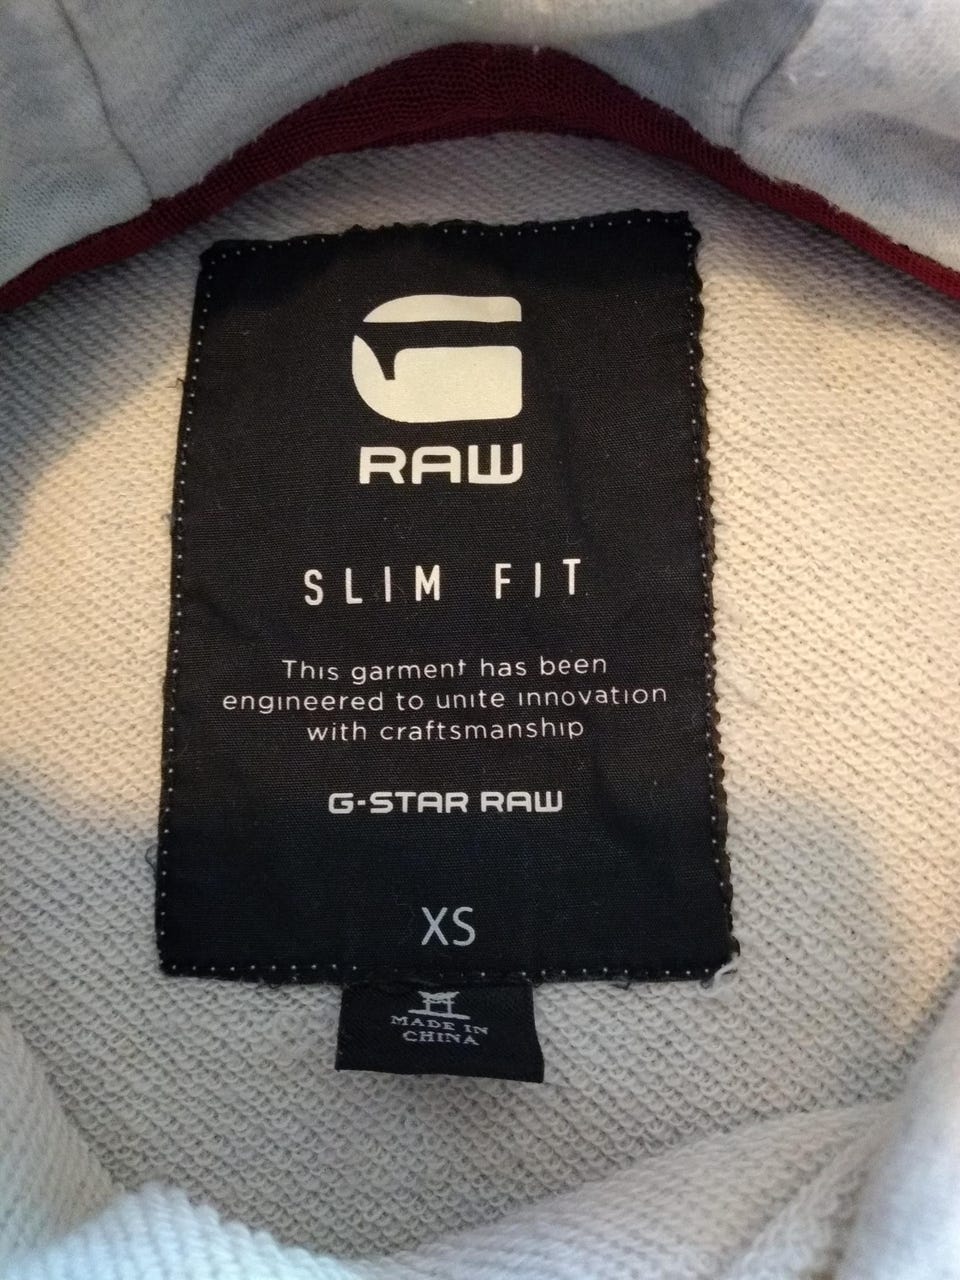 G
RAW
SLIM FIT
This garment has been
engineered to unite innovation
with craftsmanship
G-STAR RAW
XS
MADE IN
CHINA